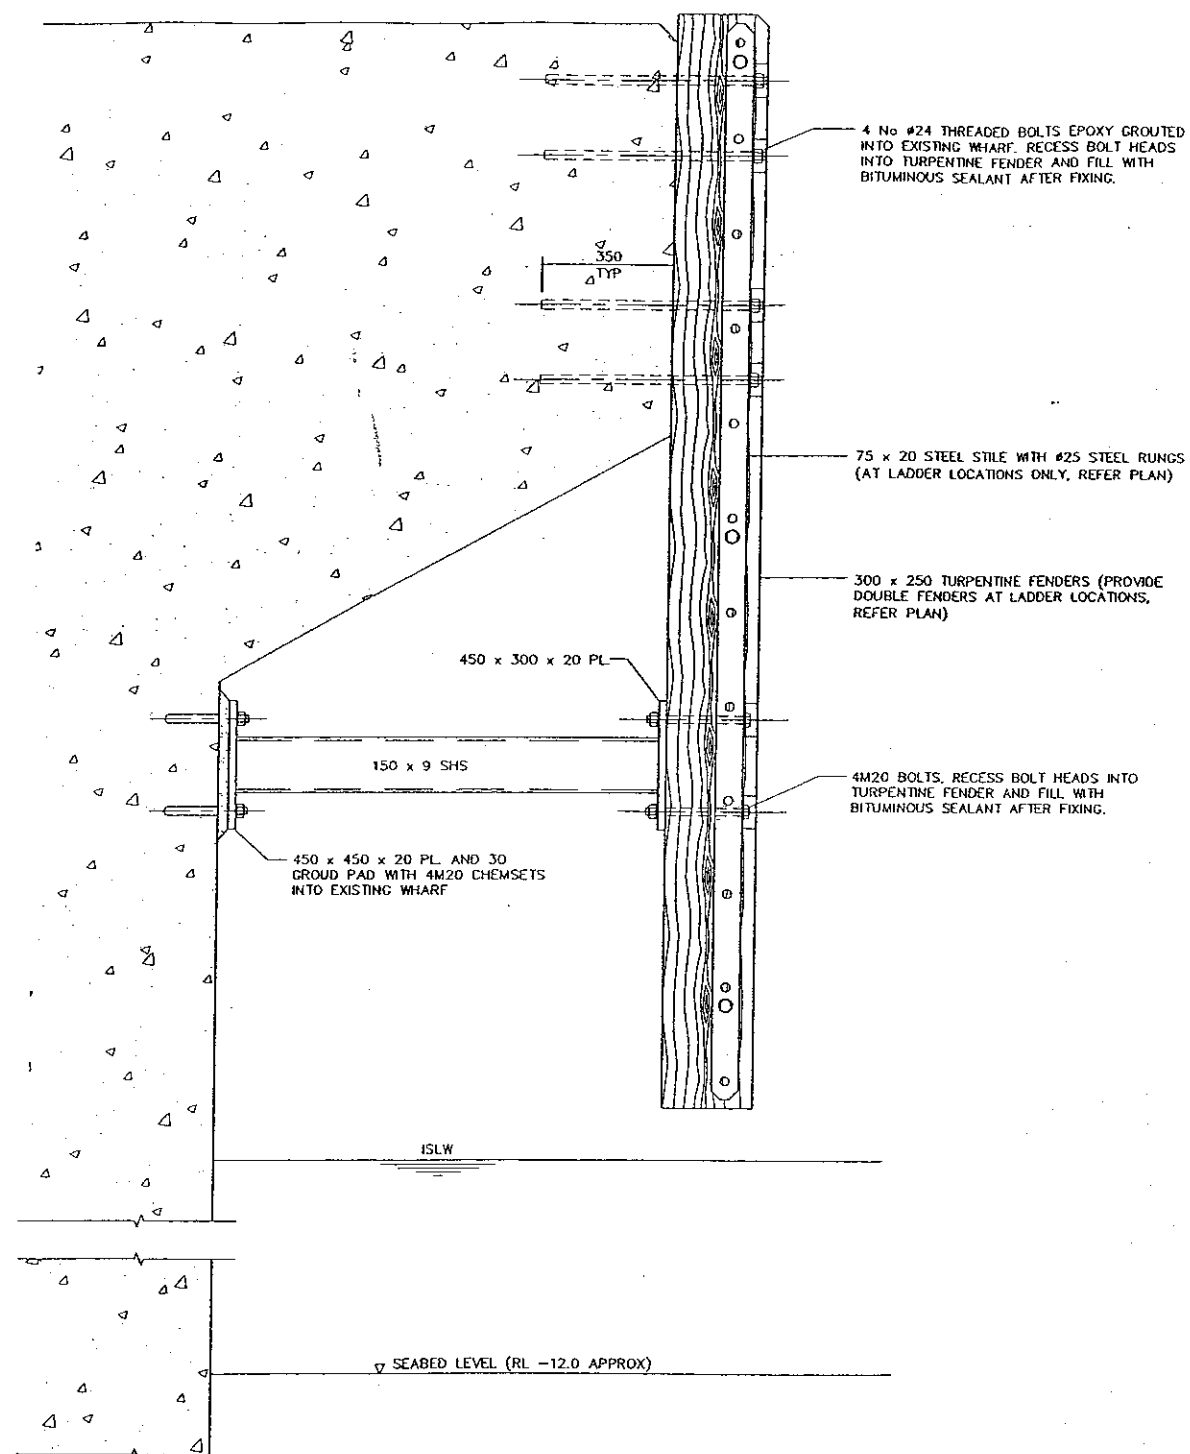 4 No ø24 THREADED BOLTS EPOXY GROUTED
INTO EXISTING WHARF. RECESS BOLT HEADS
INTO TURPENTINE FENDER AND FILL WITH
BITUMINOUS SEALANT AFTER FIXING.
350
TYP
75 x 20 STEEL STILE WITH ø25 STEEL RUNGS
(AT LADDER LOCATIONS ONLY, REFER PLAN)
300 x 250 TURPENTINE FENDERS (PROVIDE
DOUBLE FENDERS AT LADDER LOCATIONS,
REFER PLAN)
450 x 300 x 20 PL
150 x 9 SHS
4M20 BOLTS, RECESS BOLT HEADS INTO
TURPENTINE FENDER AND FILL WITH
BITUMINOUS SEALANT AFTER FIXING.
450 x 450 x 20 PL AND 30
GROUD PAD WITH 4M20 CHEMSETS
INTO EXISTING WHARF
ISLW
SEABED LEVEL (RL -12.0 APPROX)